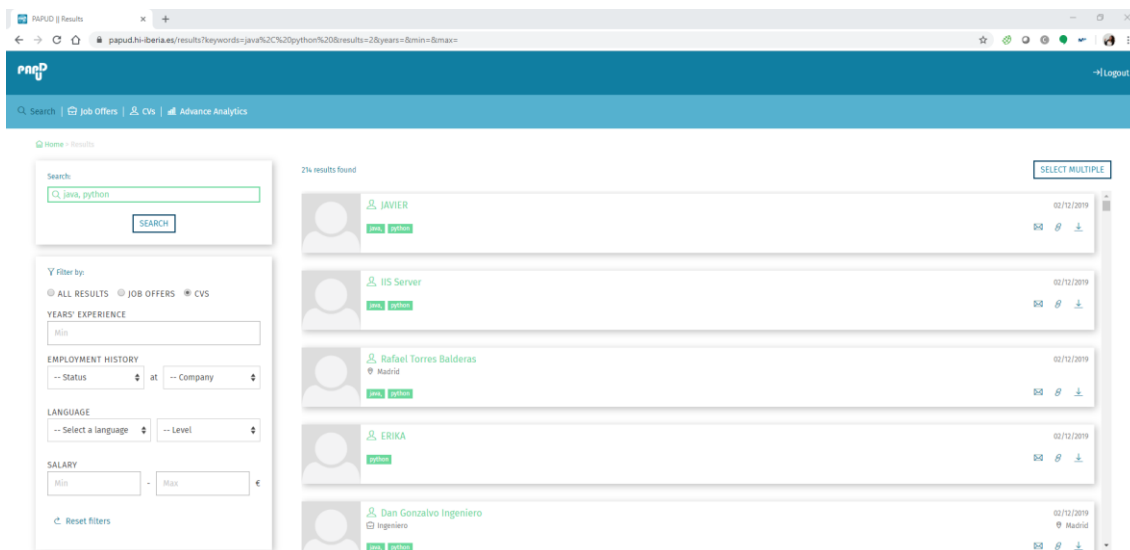 PAPUD || Results
papud.hi-iberia.es/results?keywords=java%2C%20python%20&results=2&years=&min=&max=
PAPUD
Logout
Search | Job Offers | CVs | Advance Analytics
Home > Results
Search:
java, python
SEARCH
Filter by:
ALL RESULTS JOB OFFERS CVS
YEARS' EXPERIENCE
Min
EMPLOYMENT HISTORY
-- Status at -- Company
LANGUAGE
-- Select a language -- Level
SALARY
Min - Max €
Reset filters
214 results found
SELECT MULTIPLE
JAVIER
02/12/2019
java, python
IIS Server
02/12/2019
java, python
Rafael Torres Balderas
02/12/2019
Madrid
java, python
ERIKA
02/12/2019
python
Dan Gonzalvo Ingeniero
02/12/2019
Ingeniero
Madrid
java, python